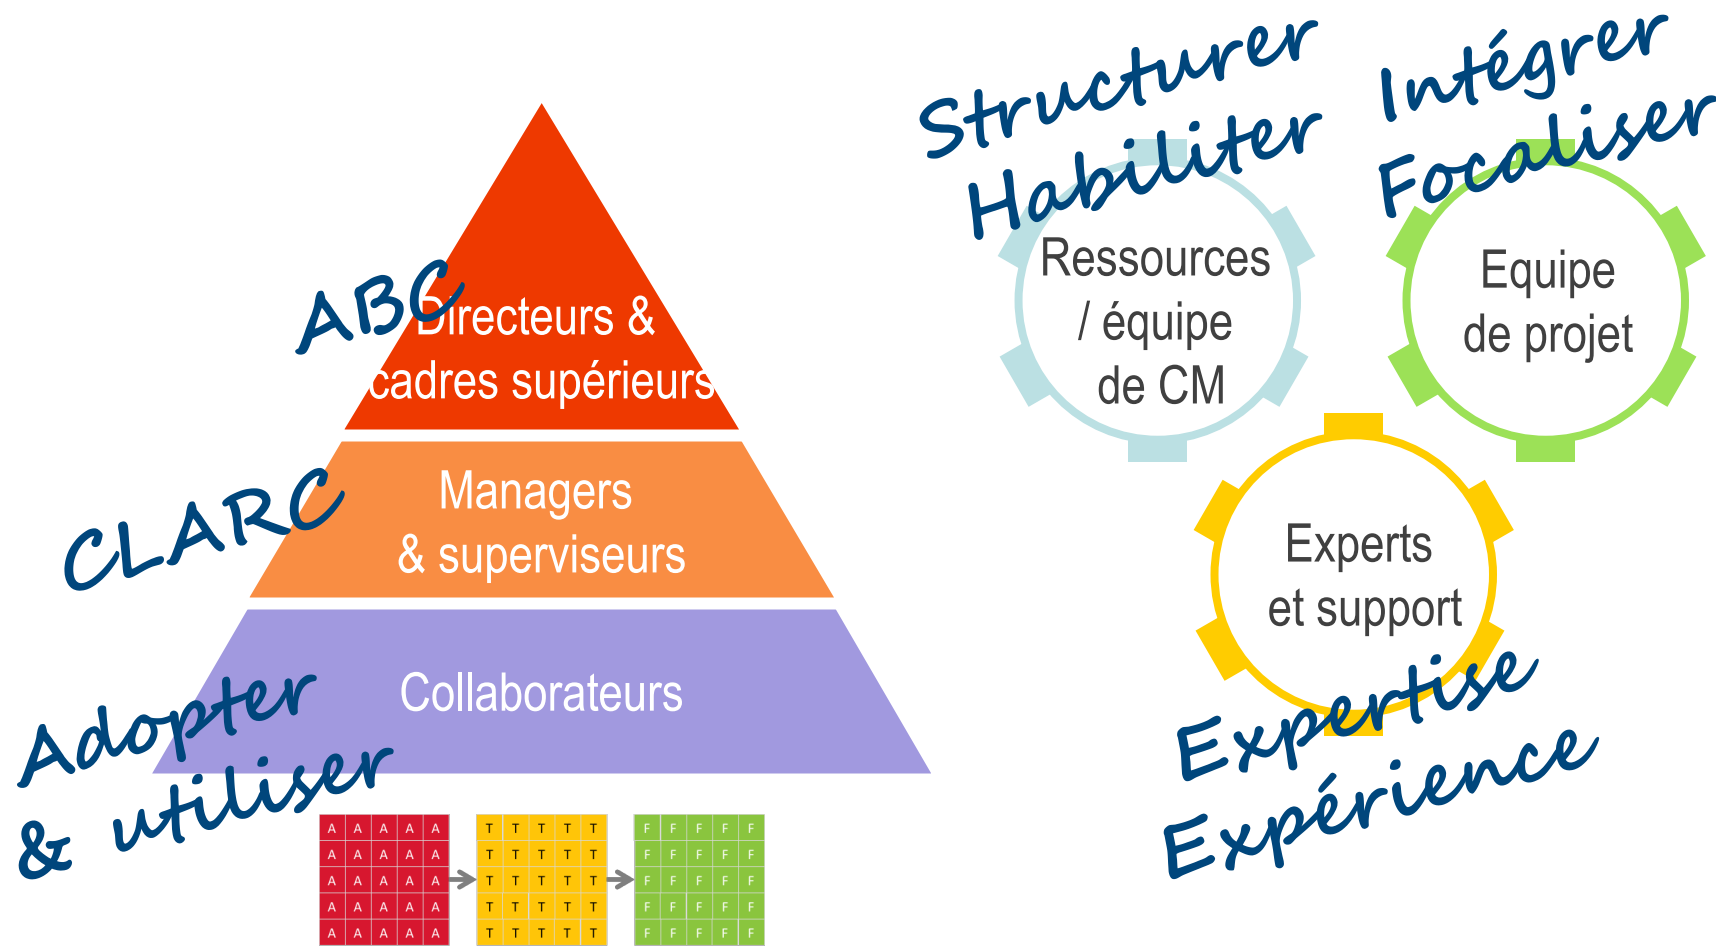 ABC
Directeurs &
cadres supérieurs
CLARC
Managers
& superviseurs
Adopter
& utiliser
Collaborateurs
A A A A A
A A A A A
A A A A A
A A A A A
A A A A A
T T T T T
T T T T T
T T T T T
T T T T T
T T T T T
F F F F F
F F F F F
F F F F F
F F F F F
F F F F F
Structurer
Habiliter
Ressources
/ équipe
de CM
Intégrer
Focaliser
Equipe
de projet
Experts
et support
Expertise
Expérience